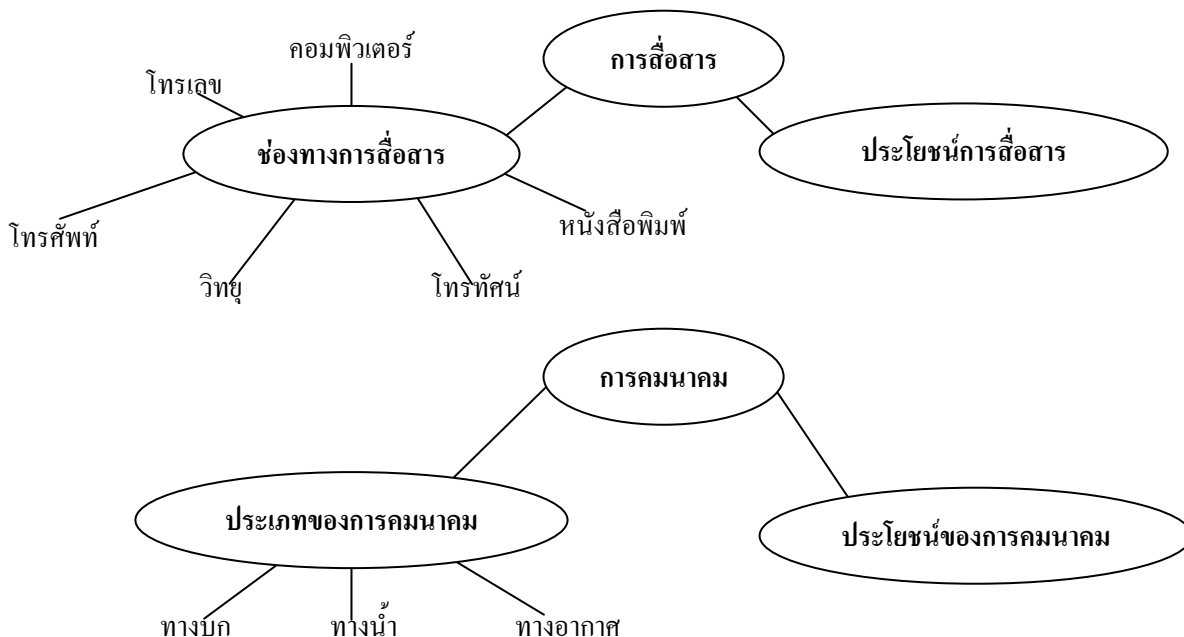 คอมพิวเตอร์
การสื่อสาร
โทรเลข
ช่องทางการสื่อสาร
ประโยชน์การสื่อสาร
โทรศัพท์
หนังสือพิมพ์
วิทยุ
โทรทัศน์
การคมนาคม
ประเภทของการคมนาคม
ประโยชน์ของการคมนาคม
ทางบก
ทางน้ำ
ทางอากาศ